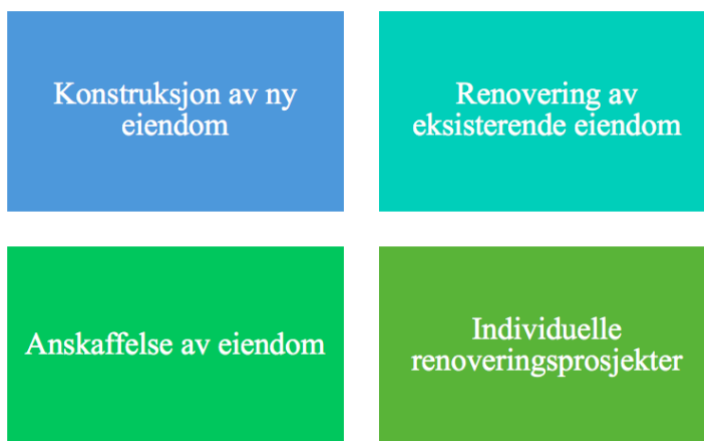 Konstruksjon av ny
eiendom
Renovering av
eksisterende eiendom
Anskaffelse av eiendom
Individuelle
renoveringsprosjekter